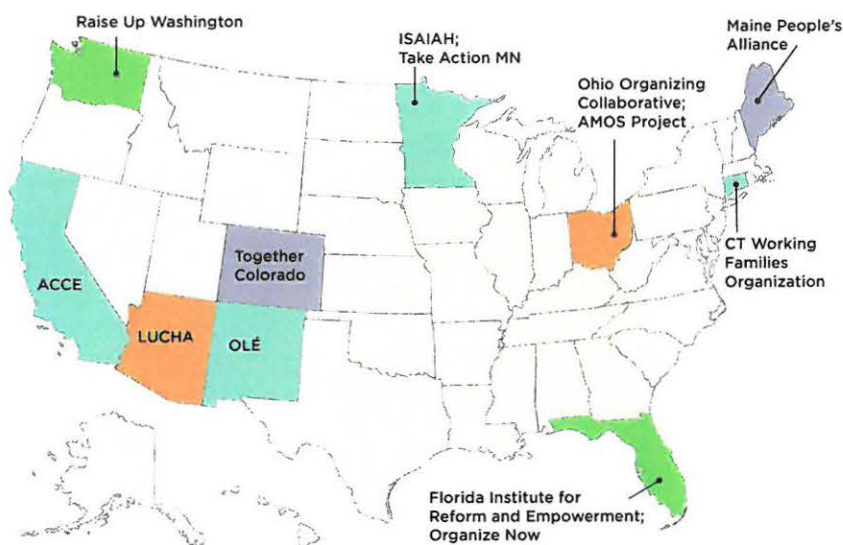 Raise Up Washington
ISAIAH;
Take Action MN
Maine People's
Alliance
Ohio Organizing
Collaborative;
AMOS Project
Together
Colorado
CT Working
Families
Organization
ACCE
LUCHA
OLÉ
Florida Institute for
Reform and Empowerment;
Organize Now